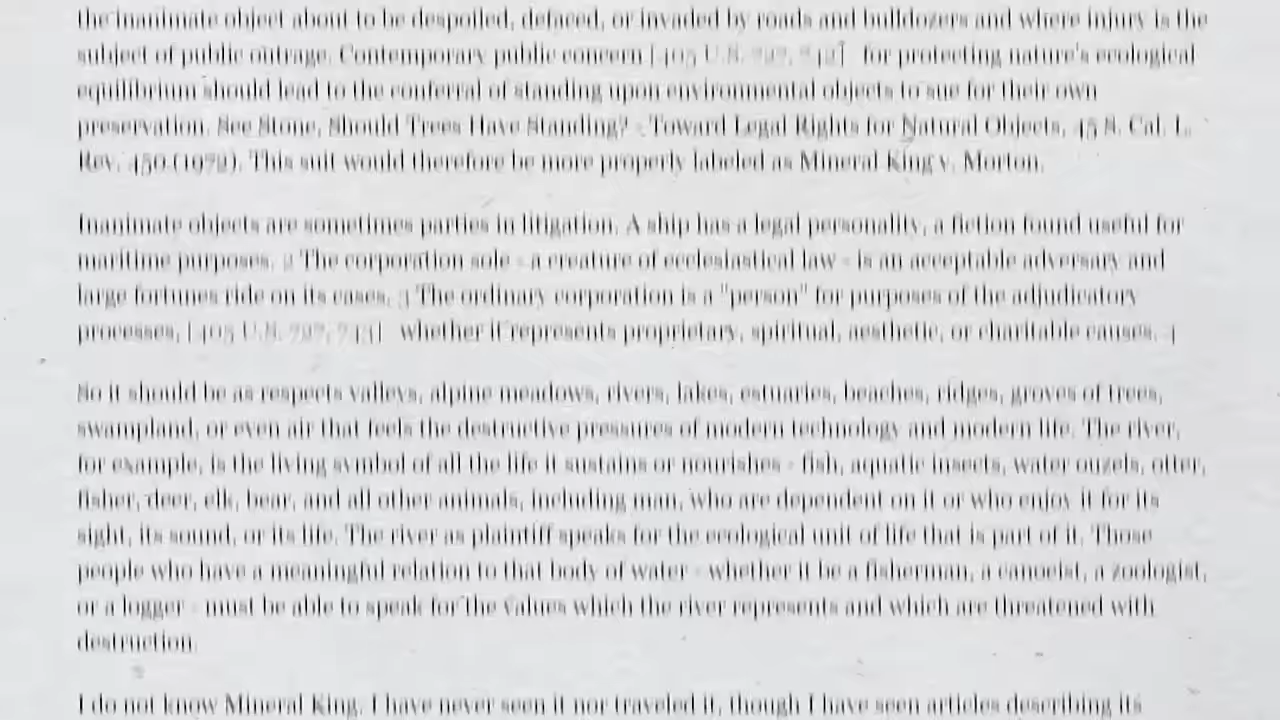 the inanimate object about to be despoiled, defaced, or invaded by roads and bulldozers and where injury is the
subject of public outrage. Contemporary public concern [405 U.S. 727, 742] for protecting nature's ecological
equilibrium should lead to the conferral of standing upon environmental objects to sue for their own
preservation. See Stone, Should Trees Have Standing? - Toward Legal Rights for Natural Objects, 45 S. Cal. L.
Rev. 450 (1972). This suit would therefore be more properly labeled as Mineral King v. Morton.
Inanimate objects are sometimes parties in litigation. A ship has a legal personality, a fiction found useful for
maritime purposes. 2 The corporation sole - a creature of ecclesiastical law - is an acceptable adversary and
large fortunes ride on its cases. 3 The ordinary corporation is a "person" for purposes of the adjudicatory
processes, [405 U.S. 727, 743] whether it represents proprietary, spiritual, aesthetic, or charitable causes. 4
So it should be as respects valleys, alpine meadows, rivers, lakes, estuaries, beaches, ridges, groves of trees,
swampland, or even air that feels the destructive pressures of modern technology and modern life. The river,
for example, is the living symbol of all the life it sustains or nourishes - fish, aquatic insects, water ouzels, otter,
fisher, deer, elk, bear, and all other animals, including man, who are dependent on it or who enjoy it for its
sight, its sound, or its life. The river as plaintiff speaks for the ecological unit of life that is part of it. Those
people who have a meaningful relation to that body of water - whether it be a fisherman, a canoeist, a zoologist,
or a logger - must be able to speak for the values which the river represents and which are threatened with
destruction.
I do not know Mineral King. I have never seen it nor traveled it, though I have seen articles describing its